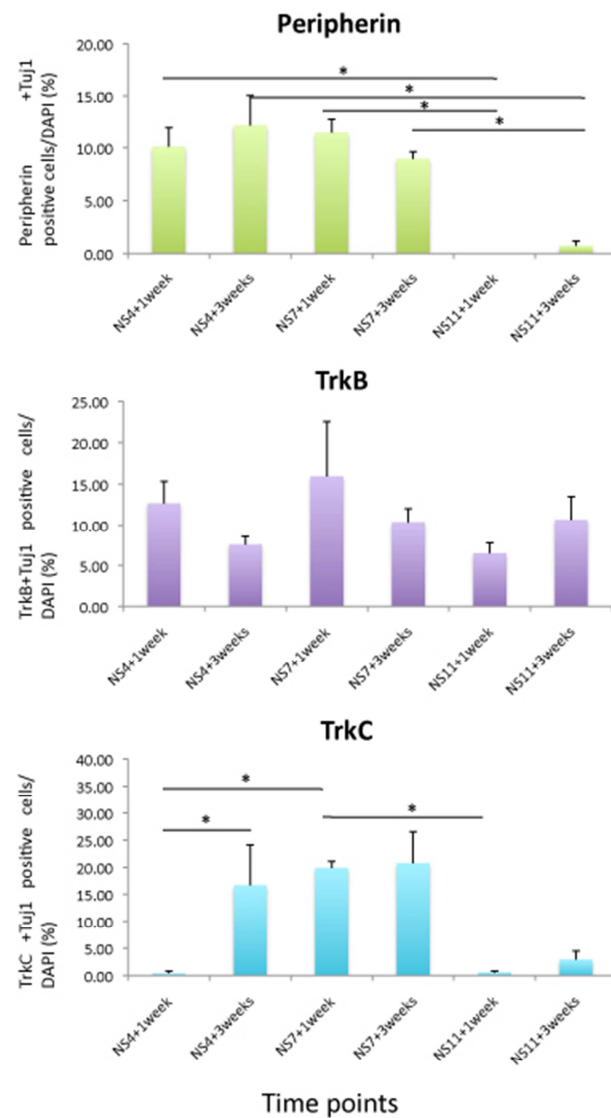 Peripherin
Peripherin +Tuj1
positive cells/DAPI (%)
20.00
15.00
10.00
5.00
0.00
*
*
*
*
NS4+1week
NS4+3weeks
NS7+1week
NS7+3weeks
NS11+1week
NS11+3weeks
TrkB
TrkB+Tuj1 positive cells/
DAPI (%)
25.00
20.00
15.00
10.00
5.00
0.00
NS4+1week
NS4+3weeks
NS7+1week
NS7+3weeks
NS11+1week
NS11+3weeks
TrkC
TrkC +Tuj1 positive cells/
DAPI (%)
40.00
35.00
30.00
25.00
20.00
15.00
10.00
5.00
0.00
*
*
*
NS4+1week
NS4+3weeks
NS7+1week
NS7+3weeks
NS11+1week
NS11+3weeks
Time points